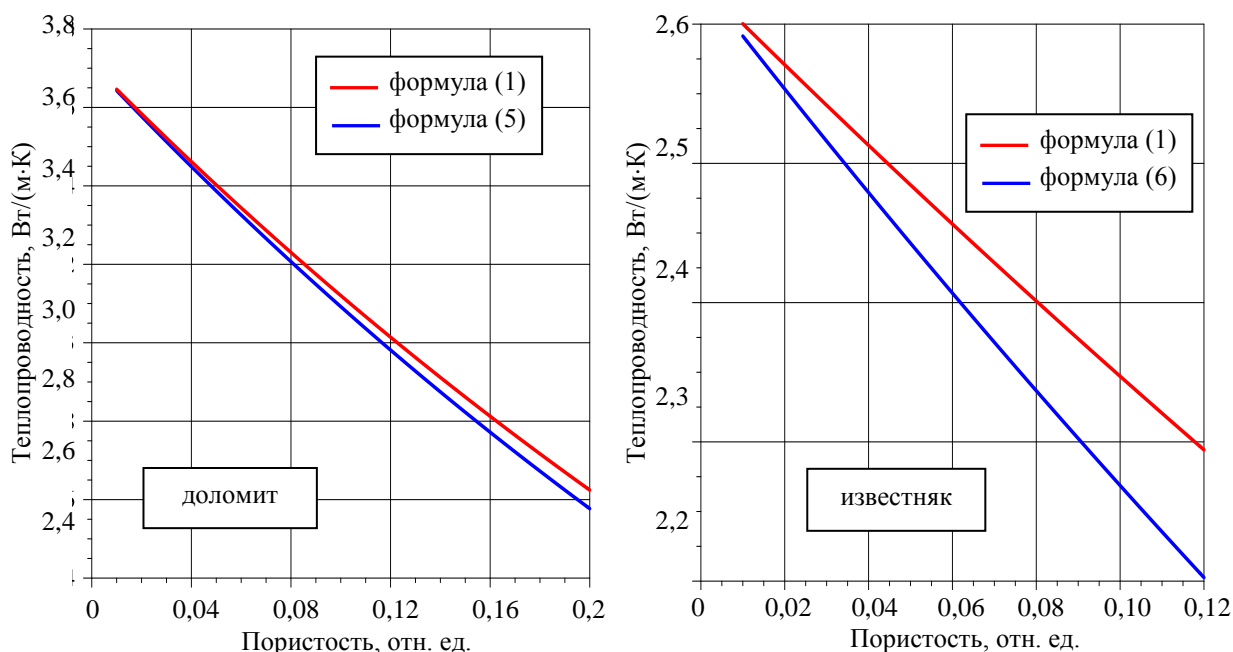 Теплопроводность, Вт/(м·К)
3,8
3,6
3,4
3,2
3,0
2,8
2,6
2,4
формула (1)
формула (5)
доломит
0 0,04 0,08 0,12 0,16 0,2
Пористость, отн. ед.
Теплопроводность, Вт/(м·К)
2,6
2,5
2,4
2,3
2,2
формула (1)
формула (6)
известняк
0 0,02 0,04 0,06 0,08 0,10 0,12
Пористость, отн. ед.